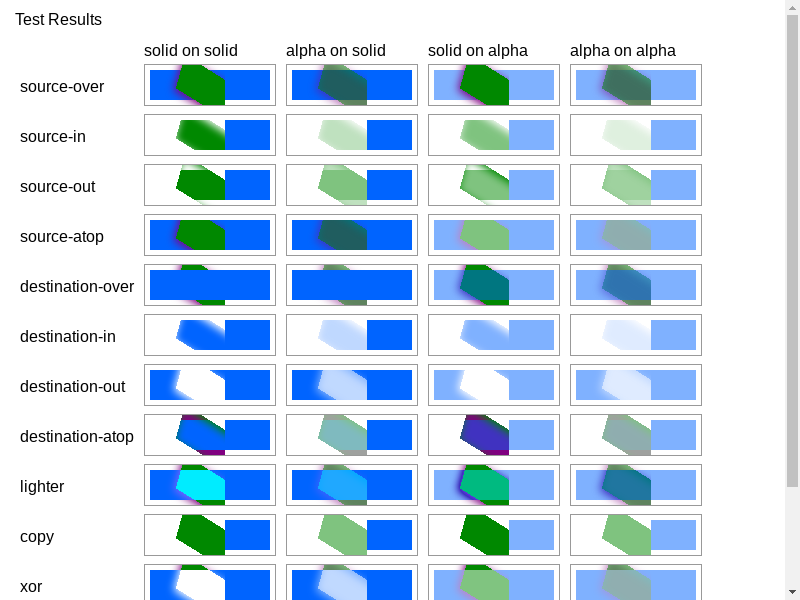 Test Results
solid on solid alpha on solid solid on alpha alpha on alpha
source-over
source-in
source-out
source-atop
destination-over
destination-in
destination-out
destination-atop
lighter
copy
xor